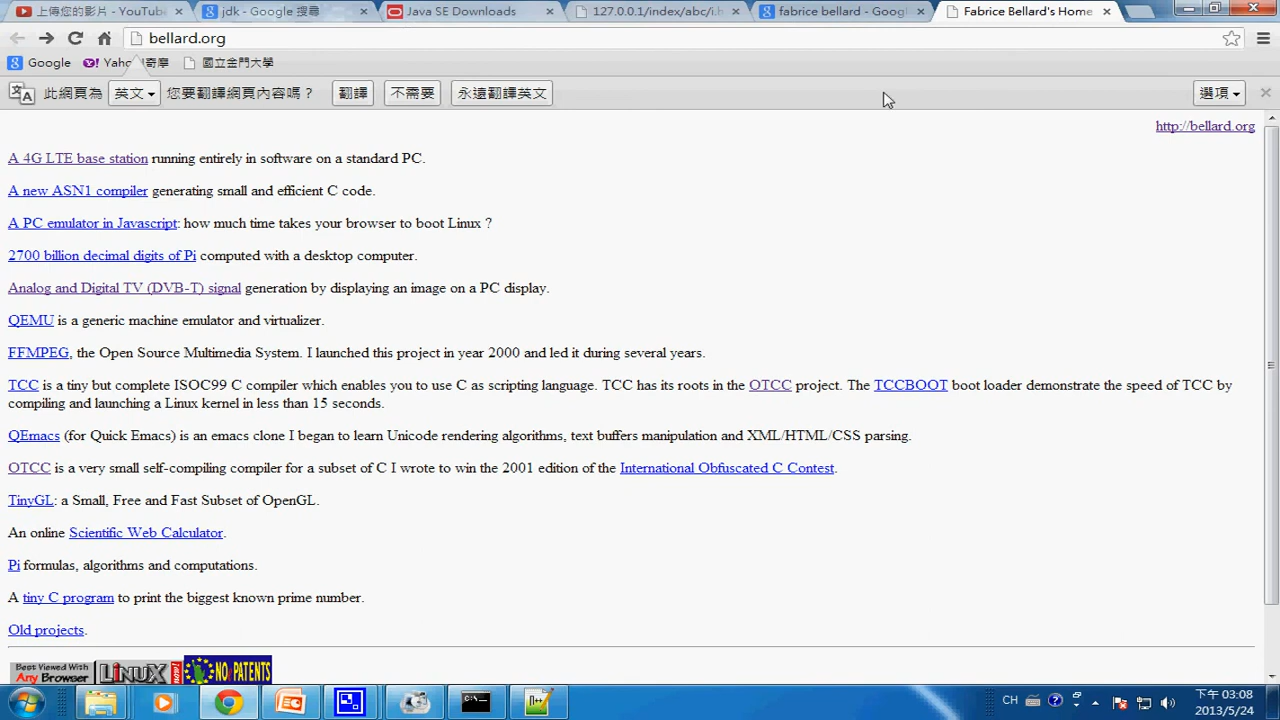 上傳您的影片 - YouTube
jdk - Google 搜尋
Java SE Downloads
127.0.0.1/index/abc/i
fabrice bellard - Goog
Fabrice Bellard's Home
bellard.org
Google
Yahoo!奇摩
國立金門大學
此網頁為 英文 您要翻譯網頁內容嗎？ 翻譯 不需要 永遠翻譯英文 選項
http://bellard.org
A 4G LTE base station running entirely in software on a standard PC.
A new ASN1 compiler generating small and efficient C code.
A PC emulator in Javascript: how much time takes your browser to boot Linux ?
2700 billion decimal digits of Pi computed with a desktop computer.
Analog and Digital TV (DVB-T) signal generation by displaying an image on a PC display.
QEMU is a generic machine emulator and virtualizer.
FFMPEG, the Open Source Multimedia System. I launched this project in year 2000 and led it during several years.
TCC is a tiny but complete ISOC99 C compiler which enables you to use C as scripting language. TCC has its roots in the OTCC project. The TCCBOOT boot loader demonstrate the speed of TCC by
compiling and launching a Linux kernel in less than 15 seconds.
QEmacs (for Quick Emacs) is an emacs clone I began to learn Unicode rendering algorithms, text buffers manipulation and XML/HTML/CSS parsing.
OTCC is a very small self-compiling compiler for a subset of C I wrote to win the 2001 edition of the International Obfuscated C Contest.
TinyGL: a Small, Free and Fast Subset of OpenGL.
An online Scientific Web Calculator.
Pi formulas, algorithms and computations.
A tiny C program to print the biggest known prime number.
Old projects.
Best Viewed With
Any Browser
LINUX
NO PATENTS
CH
下午 03:08
2013/5/24